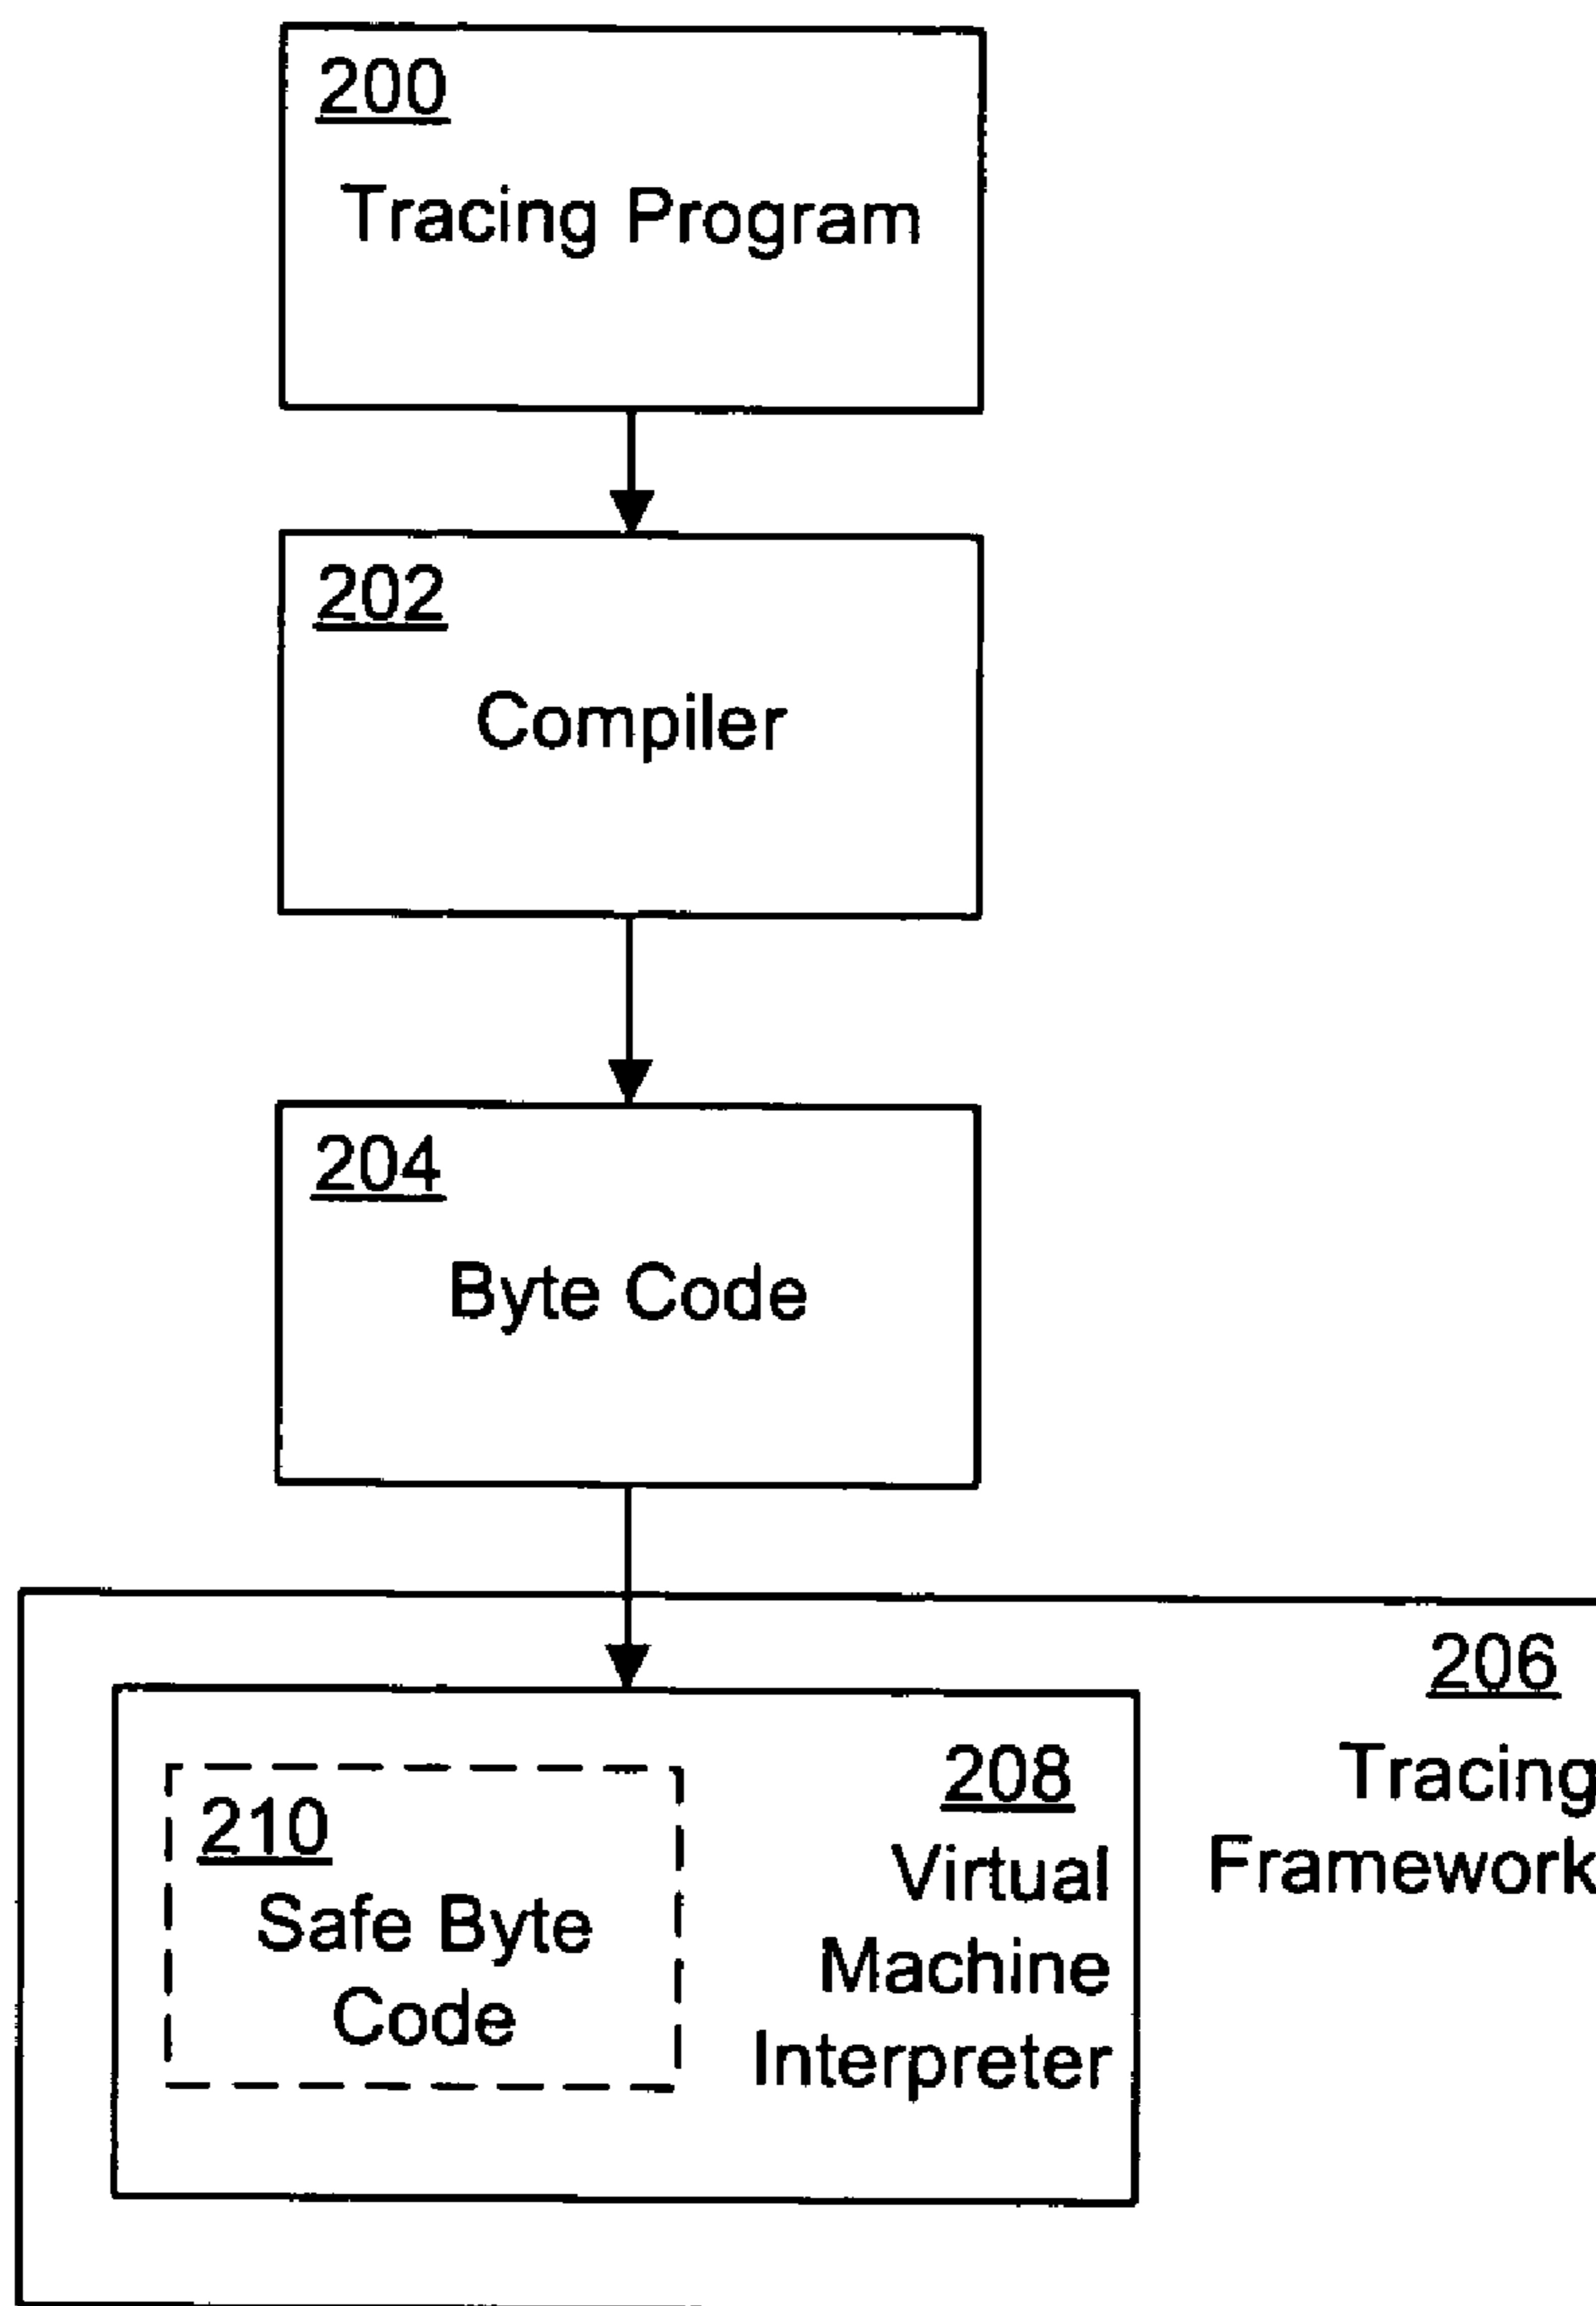 200
Tracing Program
202
Compiler
204
Byte Code
206
Tracing
Framework
208
Virtual
Machine
Interpreter
210
Safe Byte
Code